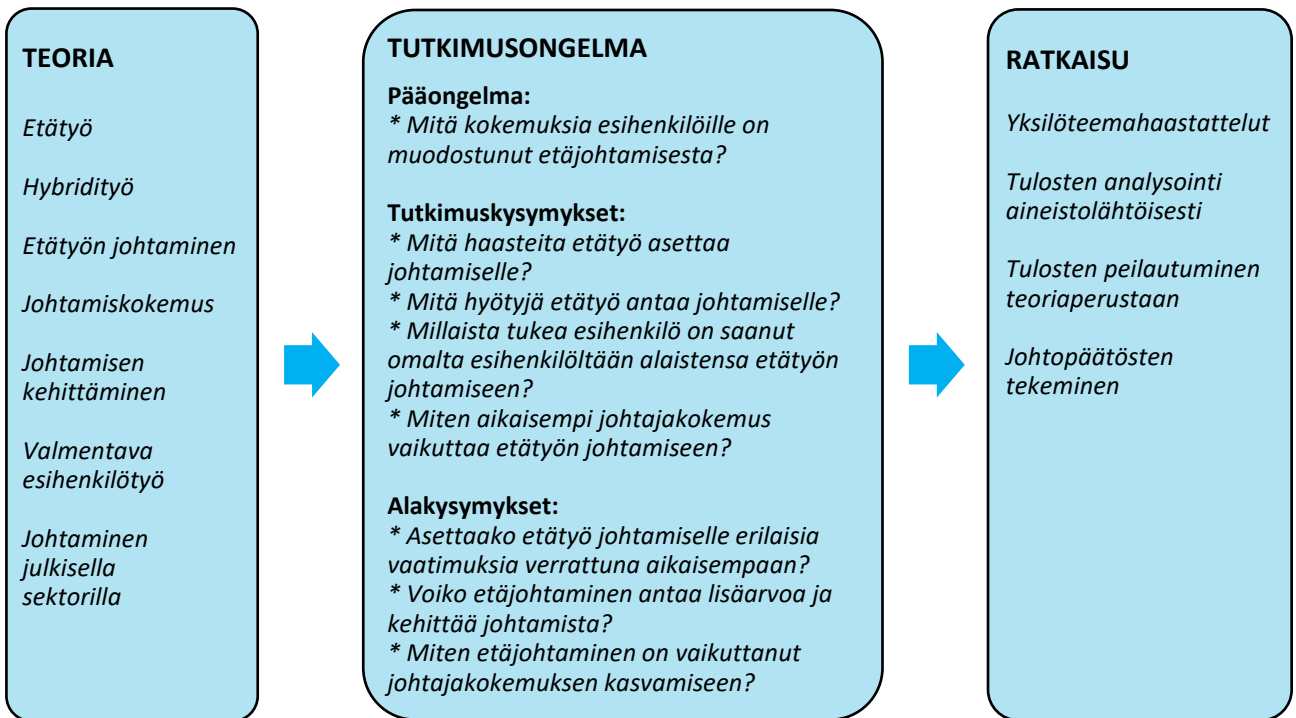 TEORIA
Etätyö
Hybridityö
Etätyön johtaminen
Johtamiskokemus
Johtamisen
kehittäminen
Valmentava
esihenkilötyö
Johtaminen
julkisella
sektorilla
TUTKIMUSONGELMA
Pääongelma:
* Mitä kokemuksia esihenkilöille on
muodostunut etäjohtamisesta?
Tutkimuskysymykset:
* Mitä haasteita etätyö asettaa
johtamiselle?
* Mitä hyötyjä etätyö antaa johtamiselle?
* Millaista tukea esihenkilö on saanut
omalta esihenkilöltään alaistensa etätyön
johtamiseen?
* Miten aikaisempi johtajakokemus
vaikuttaa etätyön johtamiseen?
Alakysymykset:
* Asettaako etätyö johtamiselle erilaisia
vaatimuksia verrattuna aikaisempaan?
* Voiko etäjohtaminen antaa lisäarvoa ja
kehittää johtamista?
* Miten etäjohtaminen on vaikuttanut
johtajakokemuksen kasvamiseen?
RATKAISU
Yksilöteemahaastattelut
Tulosten analysointi
aineistolähtöisesti
Tulosten peilautuminen
teoriaperustaan
Johtopäätösten
tekeminen